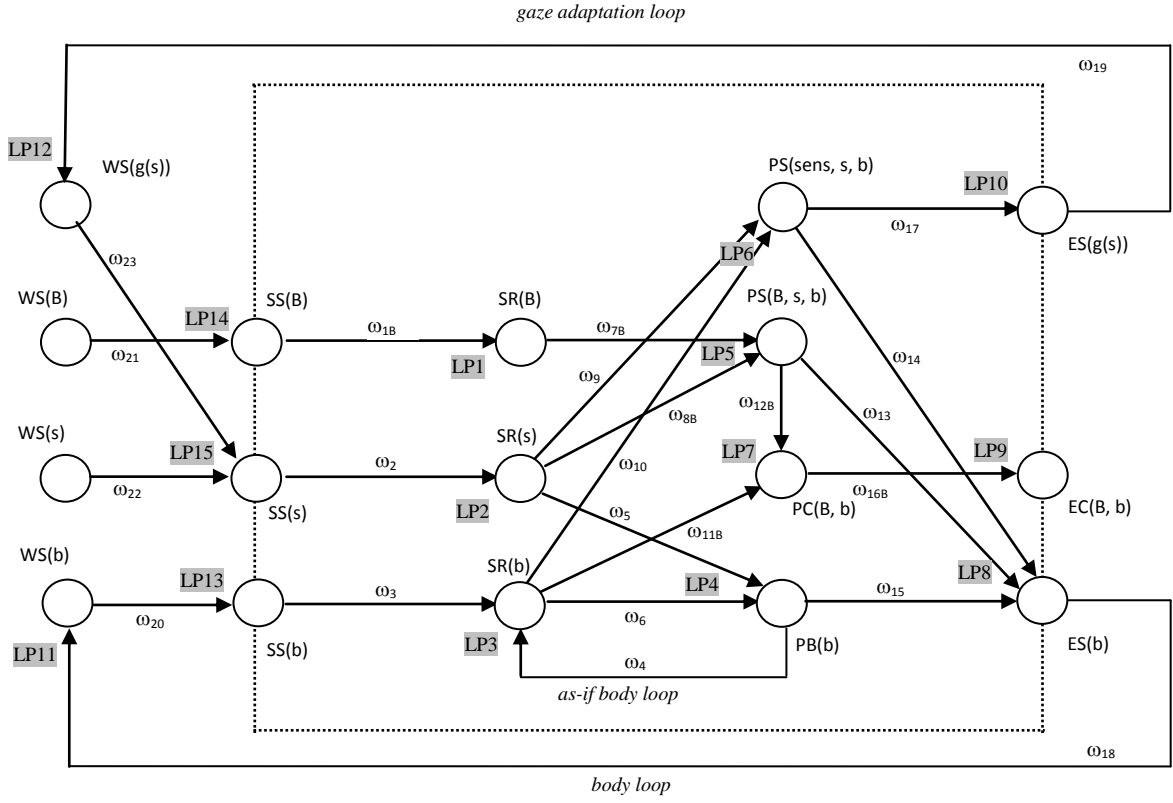 gaze adaptation loop
ω19
LP12
WS(g(s))
PS(sens, s, b)
LP10
ω17
ES(g(s))
ω23
LP6
WS(B)
LP14
SS(B)
SR(B)
PS(B, s, b)
ω21
ω1B
LP1
ω7B
LP5
ω14
ω9
ω8B
ω12B
ω13
WS(s)
LP15
SR(s)
LP7
LP9
ω22
SS(s)
ω2
LP2
ω10
ω16B
PC(B, b)
EC(B, b)
ω5
ω11B
WS(b)
LP13
SR(b)
LP4
LP8
ω20
SS(b)
ω3
LP3
ω6
ω15
PB(b)
ES(b)
LP11
ω4
as-if body loop
ω18
body loop